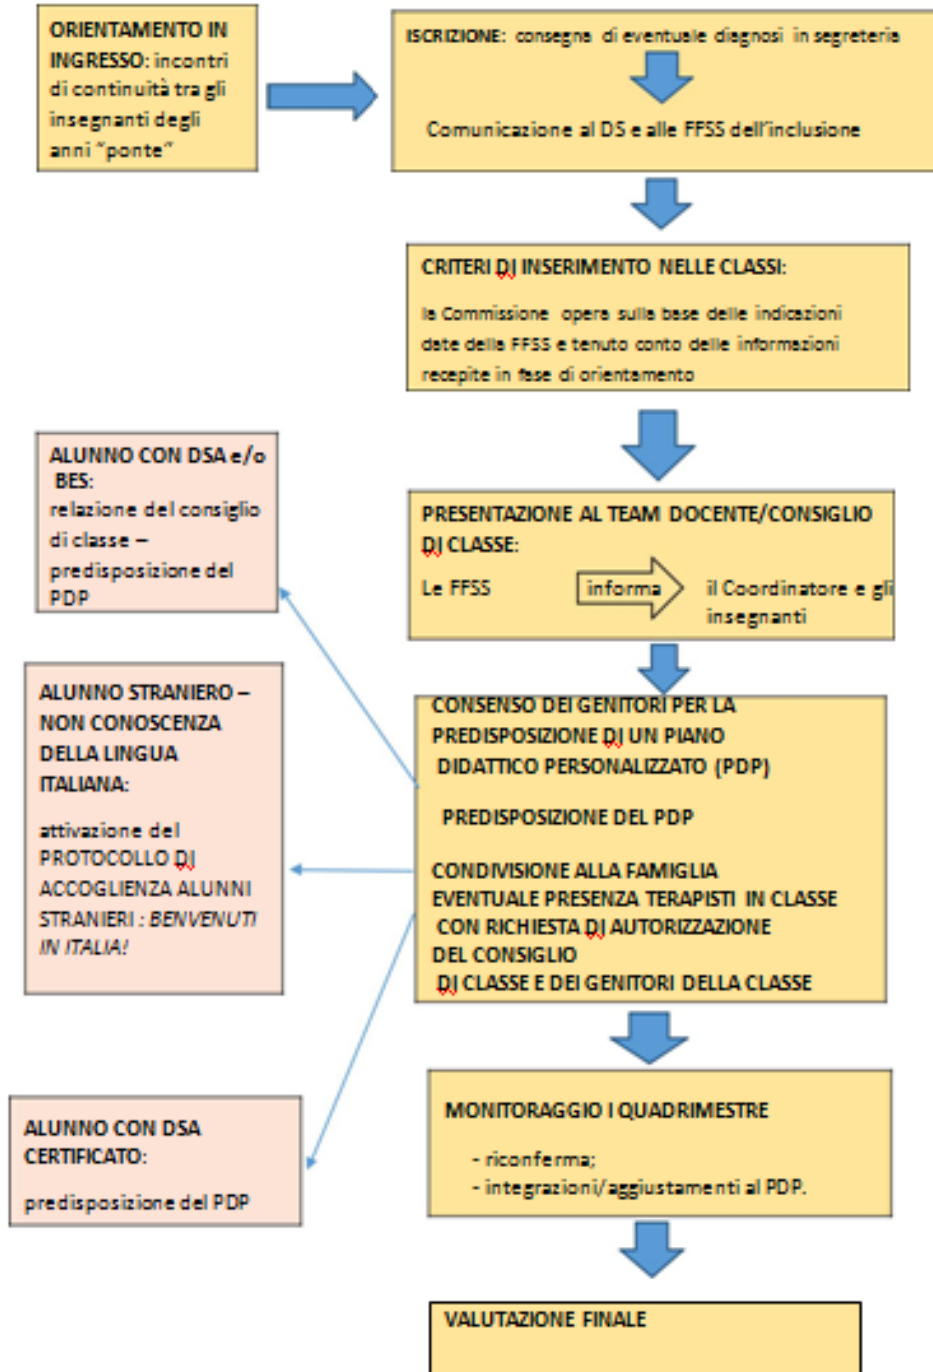 ORIENTAMENTO IN
INGRESSO: incontri
di continuità tra gli
insegnanti degli
anni “ponte”
ISCRIZIONE: consegna di eventuale diagnosi in segreteria
Comunicazione al DS e alle FFSS dell’inclusione
CRITERI DI INSERIMENTO NELLE CLASSI:
la Commissione opera sulla base delle indicazioni
date della FFSS e tenuto conto delle informazioni
recepite in fase di orientamento
ALUNNO CON DSA e/o
BES:
relazione del consiglio
di classe –
predisposizione del
PDP
PRESENTAZIONE AL TEAM DOCENTE/CONSIGLIO
DI CLASSE:
Le FFSS informa il Coordinatore e gli
insegnanti
ALUNNO STRANIERO –
NON CONOSCENZA
DELLA LINGUA
ITALIANA:
attivazione del
PROTOCOLLO DI
ACCOGLIENZA ALUNNI
STRANIERI : BENVENUTI
IN ITALIA!
CONSENSO DEI GENITORI PER LA
PREDISPOSIZIONE DI UN PIANO
DIDATTICO PERSONALIZZATO (PDP)
PREDISPOSIZIONE DEL PDP
CONDIVISIONE ALLA FAMIGLIA
EVENTUALE PRESENZA TERAPISTI IN CLASSE
CON RICHIESTA DI AUTORIZZAZIONE
DEL CONSIGLIO
DI CLASSE E DEI GENITORI DELLA CLASSE
ALUNNO CON DSA
CERTIFICATO:
predisposizione del PDP
MONITORAGGIO I QUADRIMESTRE
- riconferma;
- integrazioni/aggiustamenti al PDP.
VALUTAZIONE FINALE